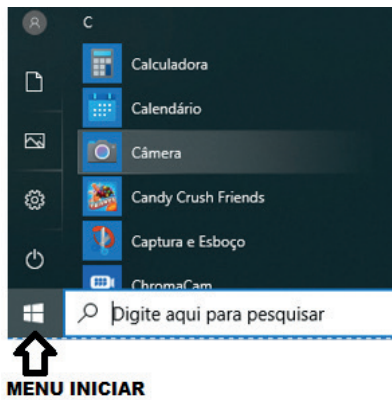 C
Calculadora
Calendário
Câmera
Candy Crush Friends
Captura e Esboço
ChromaCam
Digite aqui para pesquisar
MENU INICIAR